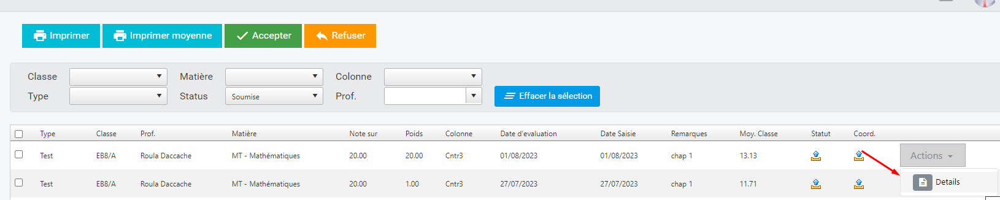 Imprimer Imprimer moyenne Accepter Refuser
Classe Matière Colonne
Type Status Soumise Prof. Effacer la sélection
Type Classe Prof. Matière Note sur Poids Colonne Date d'evaluation Date Saisie Remarques Moy. Classe Statut Coord.
Test EB8/A Roula Daccache MT - Mathématiques 20.00 20.00 Cntr3 01/08/2023 01/08/2023 chap 1 13.13 Actions
Test EB8/A Roula Daccache MT - Mathématiques 20.00 1.00 Cntr3 27/07/2023 27/07/2023 chap 1 11.71 Details